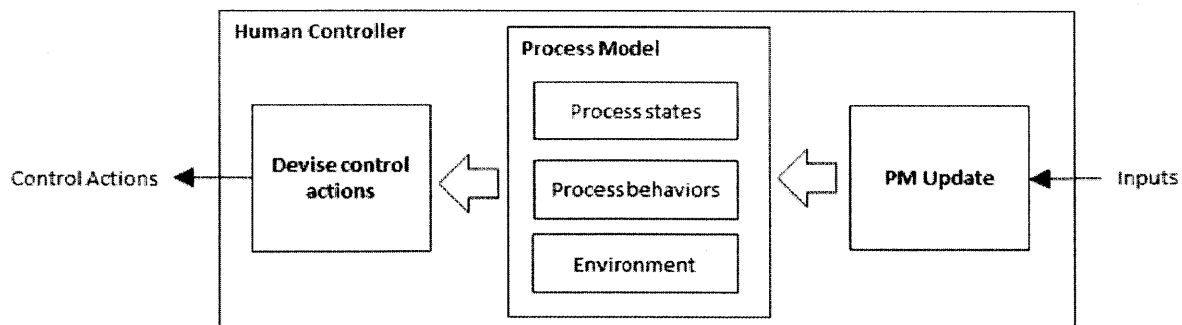 Human Controller
Process Model
Process states
Process behaviors
Environment
Devise control
actions
PM Update
Control Actions
Inputs